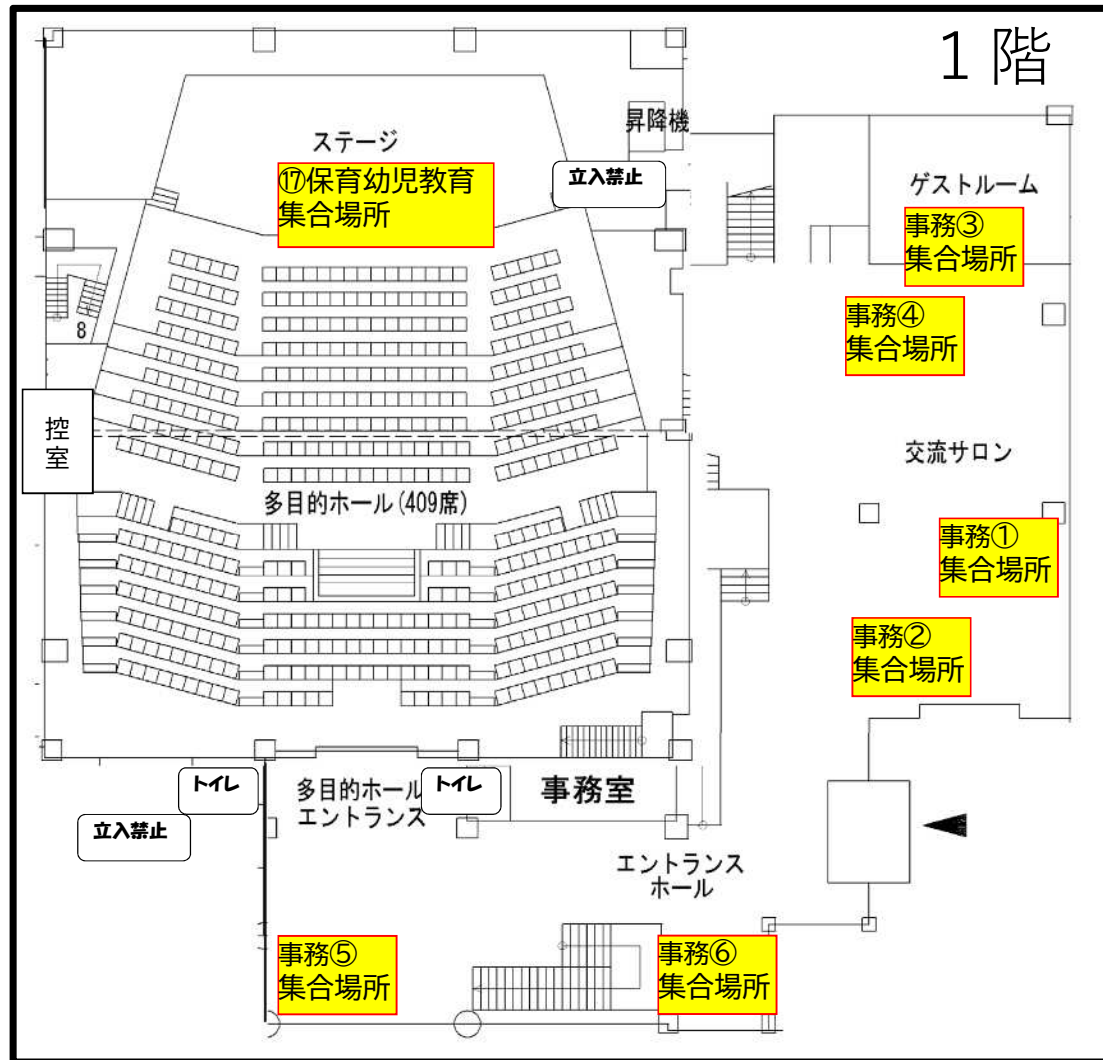 1階
昇降機
ステージ
⑰保育幼児教育
集合場所
立入禁止
ゲストルーム
事務③
集合場所
事務④
集合場所
8
控
室
交流サロン
多目的ホール(409席)
事務①
集合場所
事務②
集合場所
トイレ
多目的ホール
エントランス
トイレ
事務室
立入禁止
エントランス
ホール
事務⑤
集合場所
事務⑥
集合場所